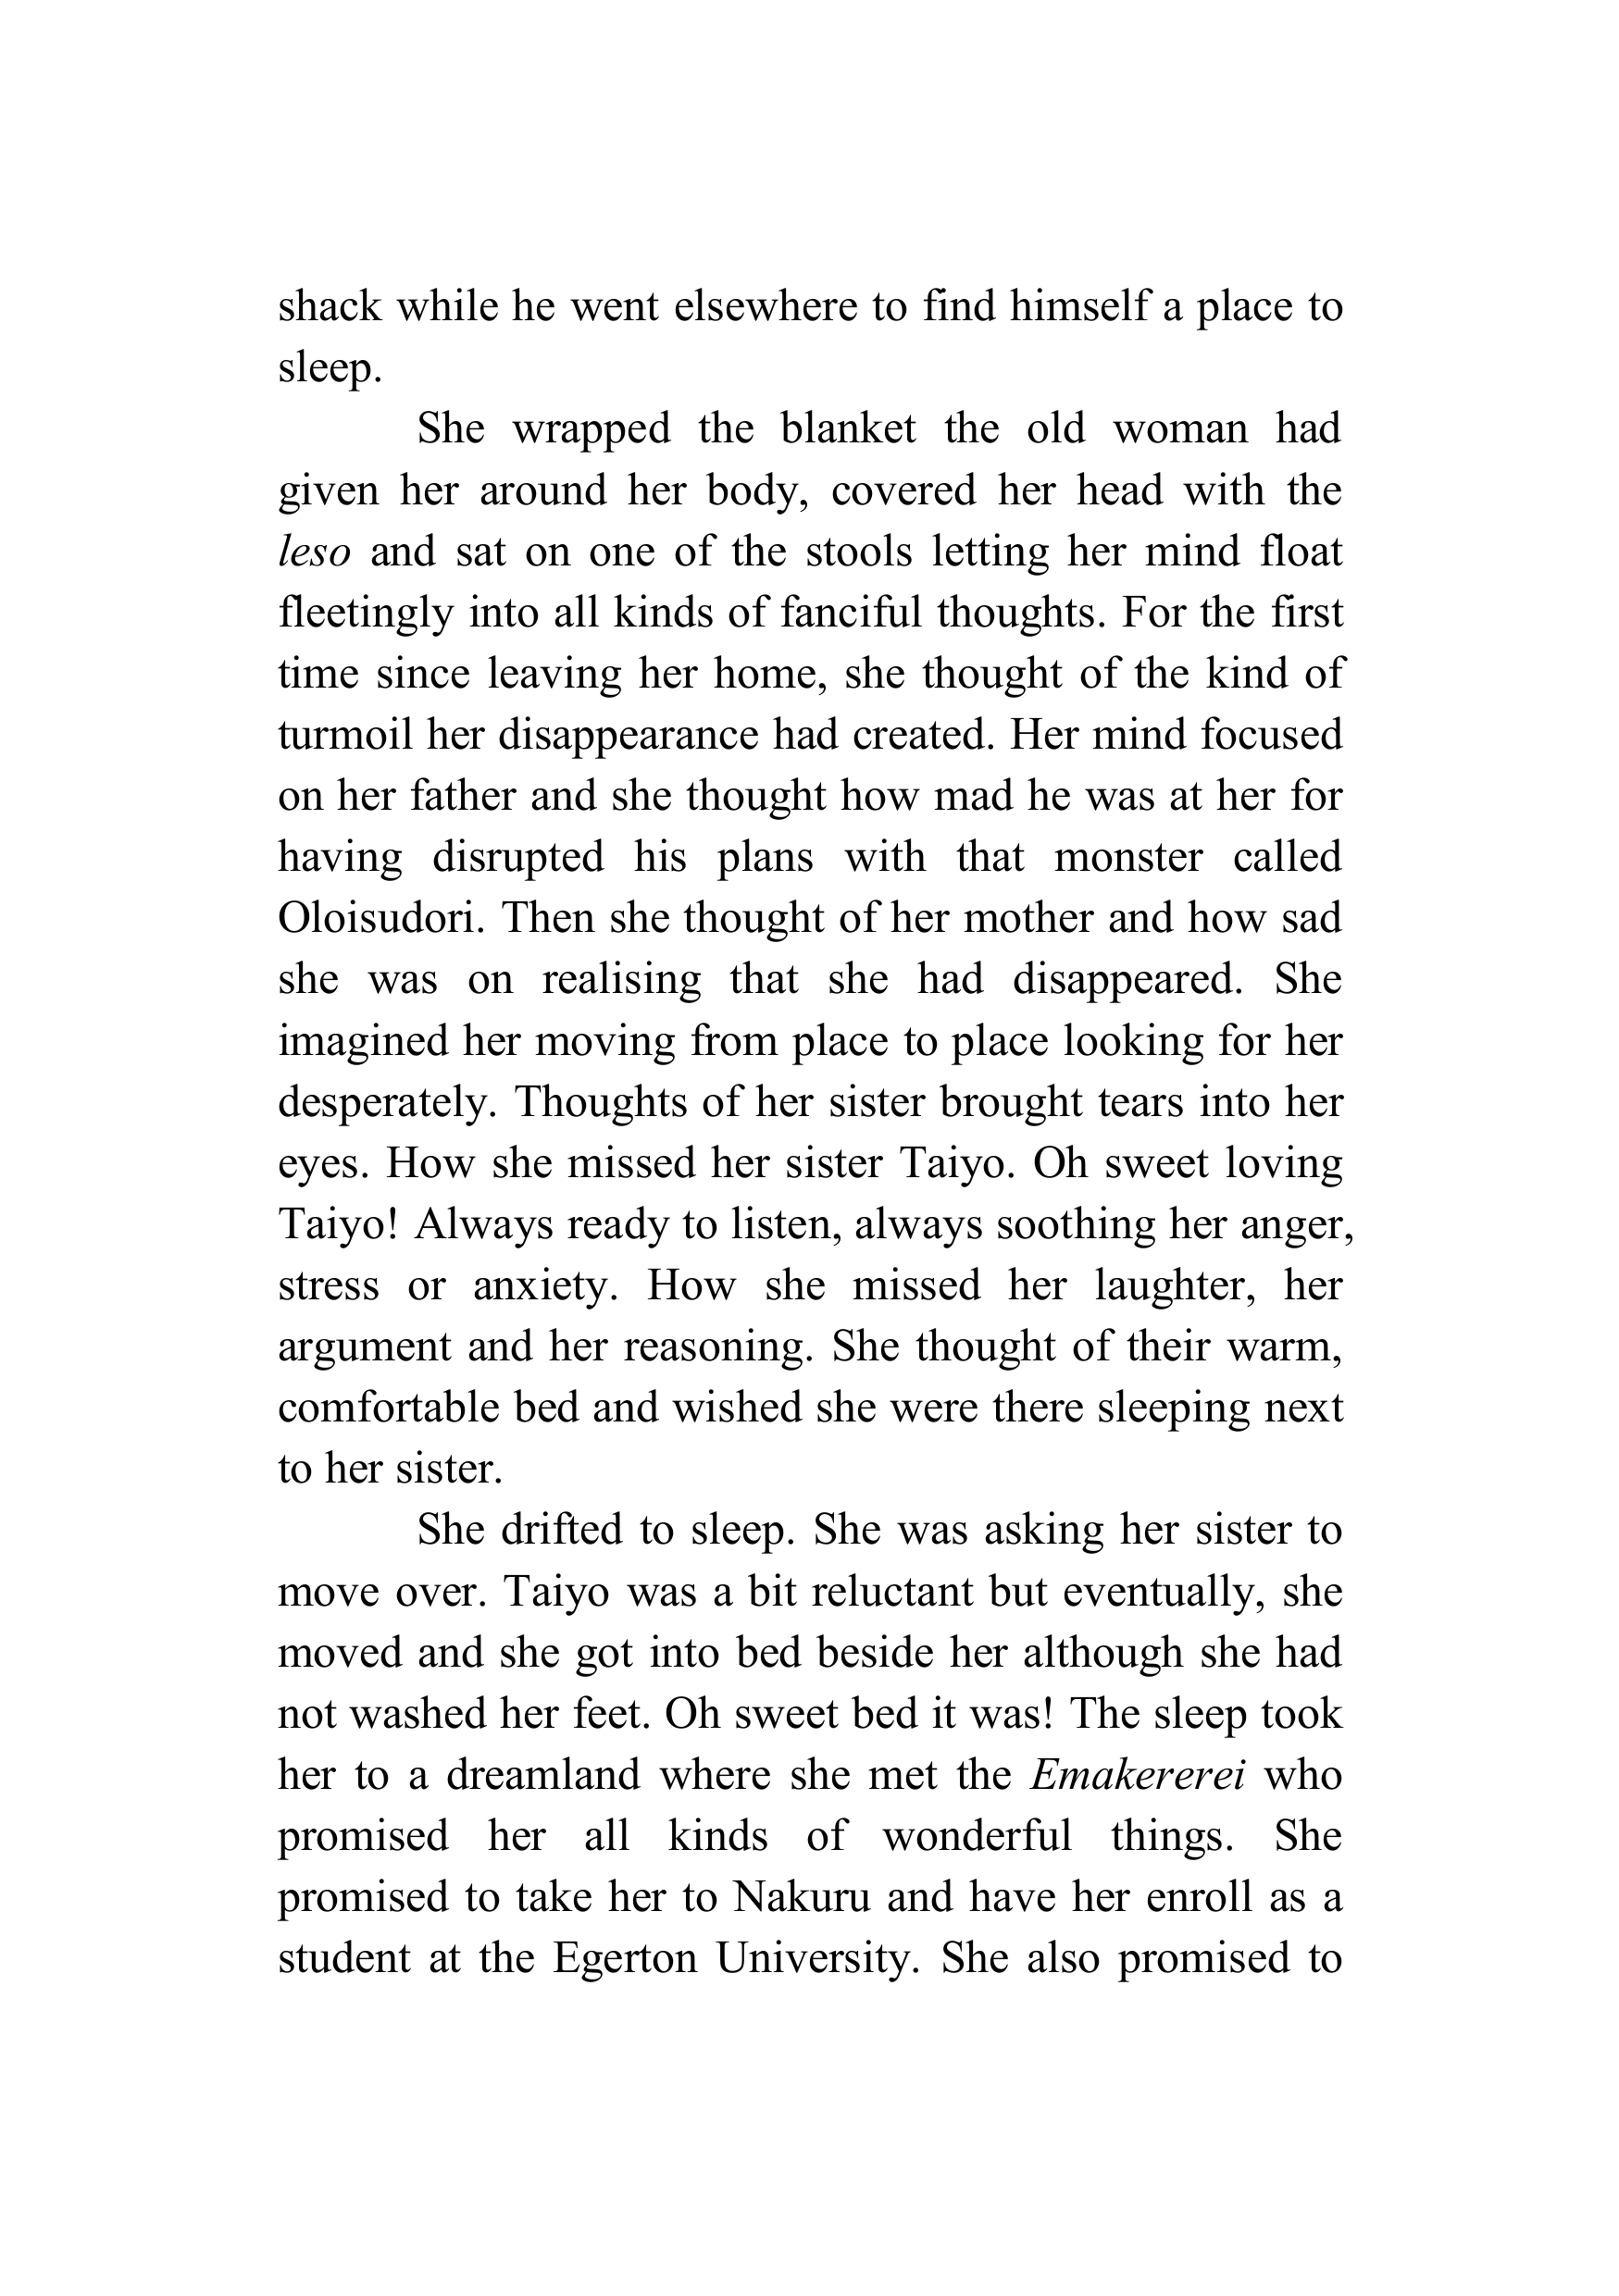 shack while he went elsewhere to find himself a place to
sleep.
She wrapped the blanket the old woman had
given her around her body, covered her head with the
leso and sat on one of the stools letting her mind float
fleetingly into all kinds of fanciful thoughts. For the first
time since leaving her home, she thought of the kind of
turmoil her disappearance had created. Her mind focused
on her father and she thought how mad he was at her for
having disrupted his plans with that monster called
Oloisudori. Then she thought of her mother and how sad
she was on realising that she had disappeared. She
imagined her moving from place to place looking for her
desperately. Thoughts of her sister brought tears into her
eyes. How she missed her sister Taiyo. Oh sweet loving
Taiyo! Always ready to listen, always soothing her anger,
stress or anxiety. How she missed her laughter, her
argument and her reasoning. She thought of their warm,
comfortable bed and wished she were there sleeping next
to her sister.
She drifted to sleep. She was asking her sister to
move over. Taiyo was a bit reluctant but eventually, she
moved and she got into bed beside her although she had
not washed her feet. Oh sweet bed it was! The sleep took
her to a dreamland where she met the Emakererei who
promised her all kinds of wonderful things. She
promised to take her to Nakuru and have her enroll as a
student at the Egerton University. She also promised to